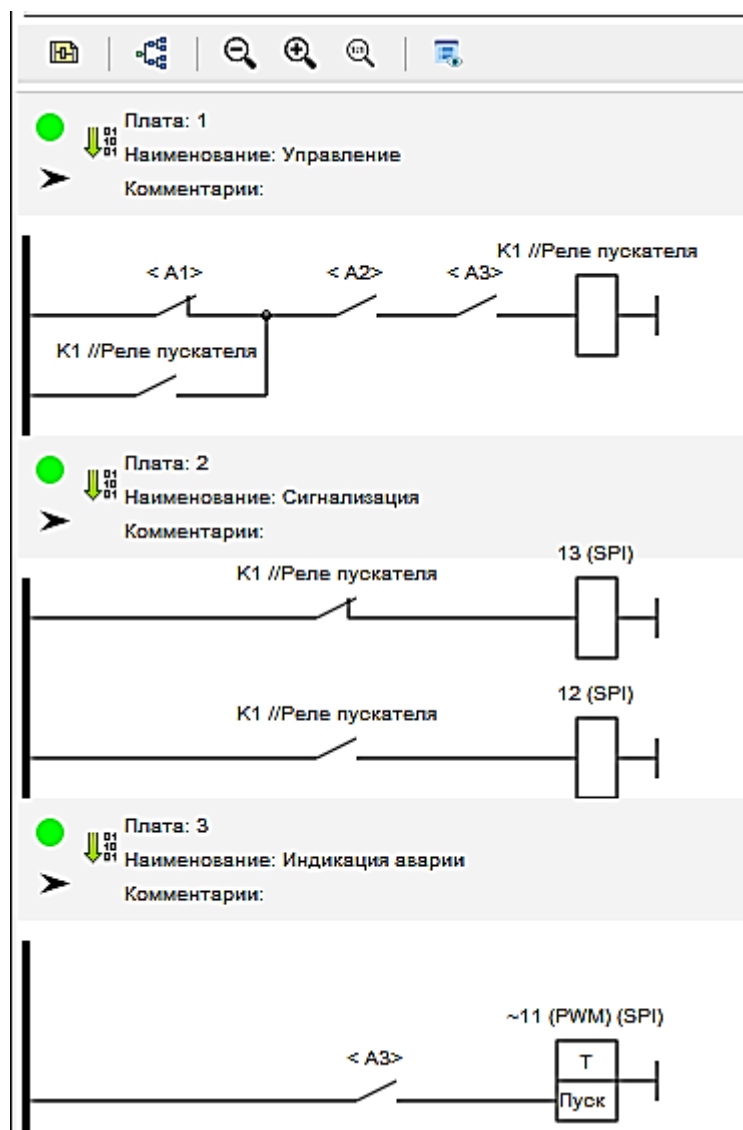 Плата: 1
Наименование: Управление
Комментарии:
K1 //Реле пускателя
< A1>
< A2>
< A3>
K1 //Реле пускателя
Плата: 2
Наименование: Сигнализация
Комментарии:
13 (SPI)
K1 //Реле пускателя
12 (SPI)
K1 //Реле пускателя
Плата: 3
Наименование: Индикация аварии
Комментарии:
~11 (PWM) (SPI)
< A3>
T
Пуск